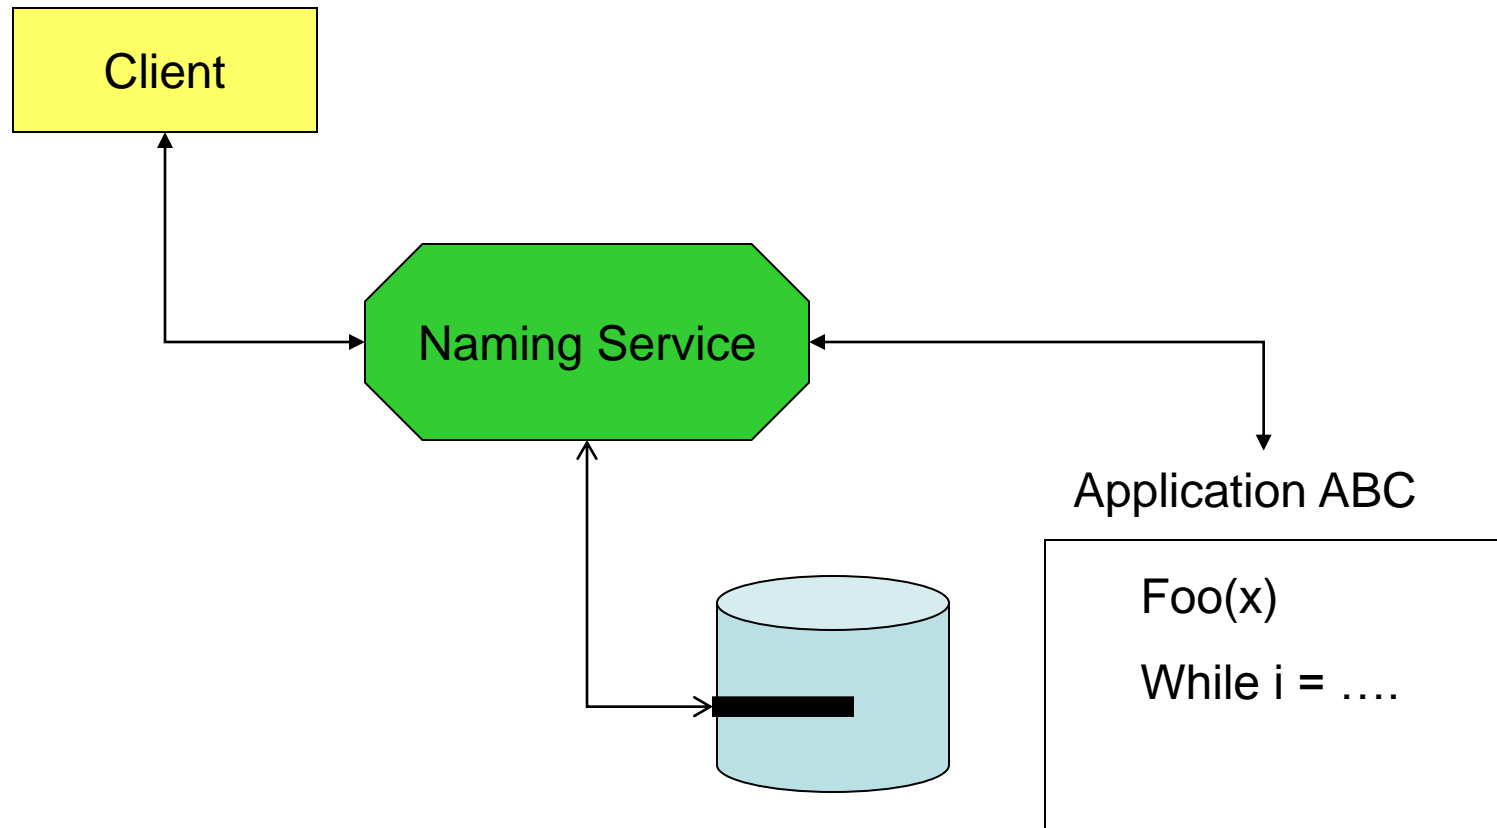 Client
Naming Service
Application ABC
Foo(x)
While i = ….